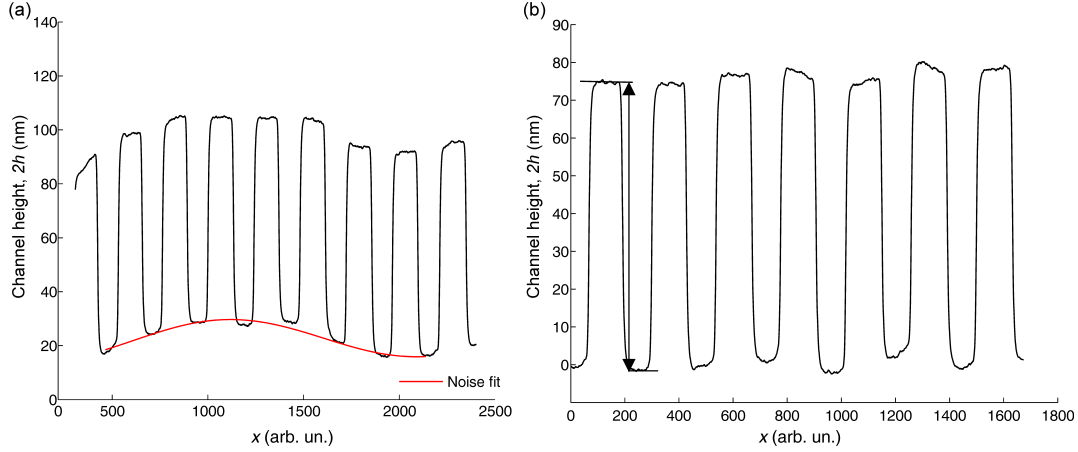 (a)
140
120
100
80
60
40
20
0
Channel height, 2h (nm)
0 500 1000 1500 2000 2500
x (arb. un.)
Noise fit
(b)
90
80
70
60
50
40
30
20
10
0
Channel height, 2h (nm)
0 200 400 600 800 1000 1200 1400 1600 1800
x (arb. un.)